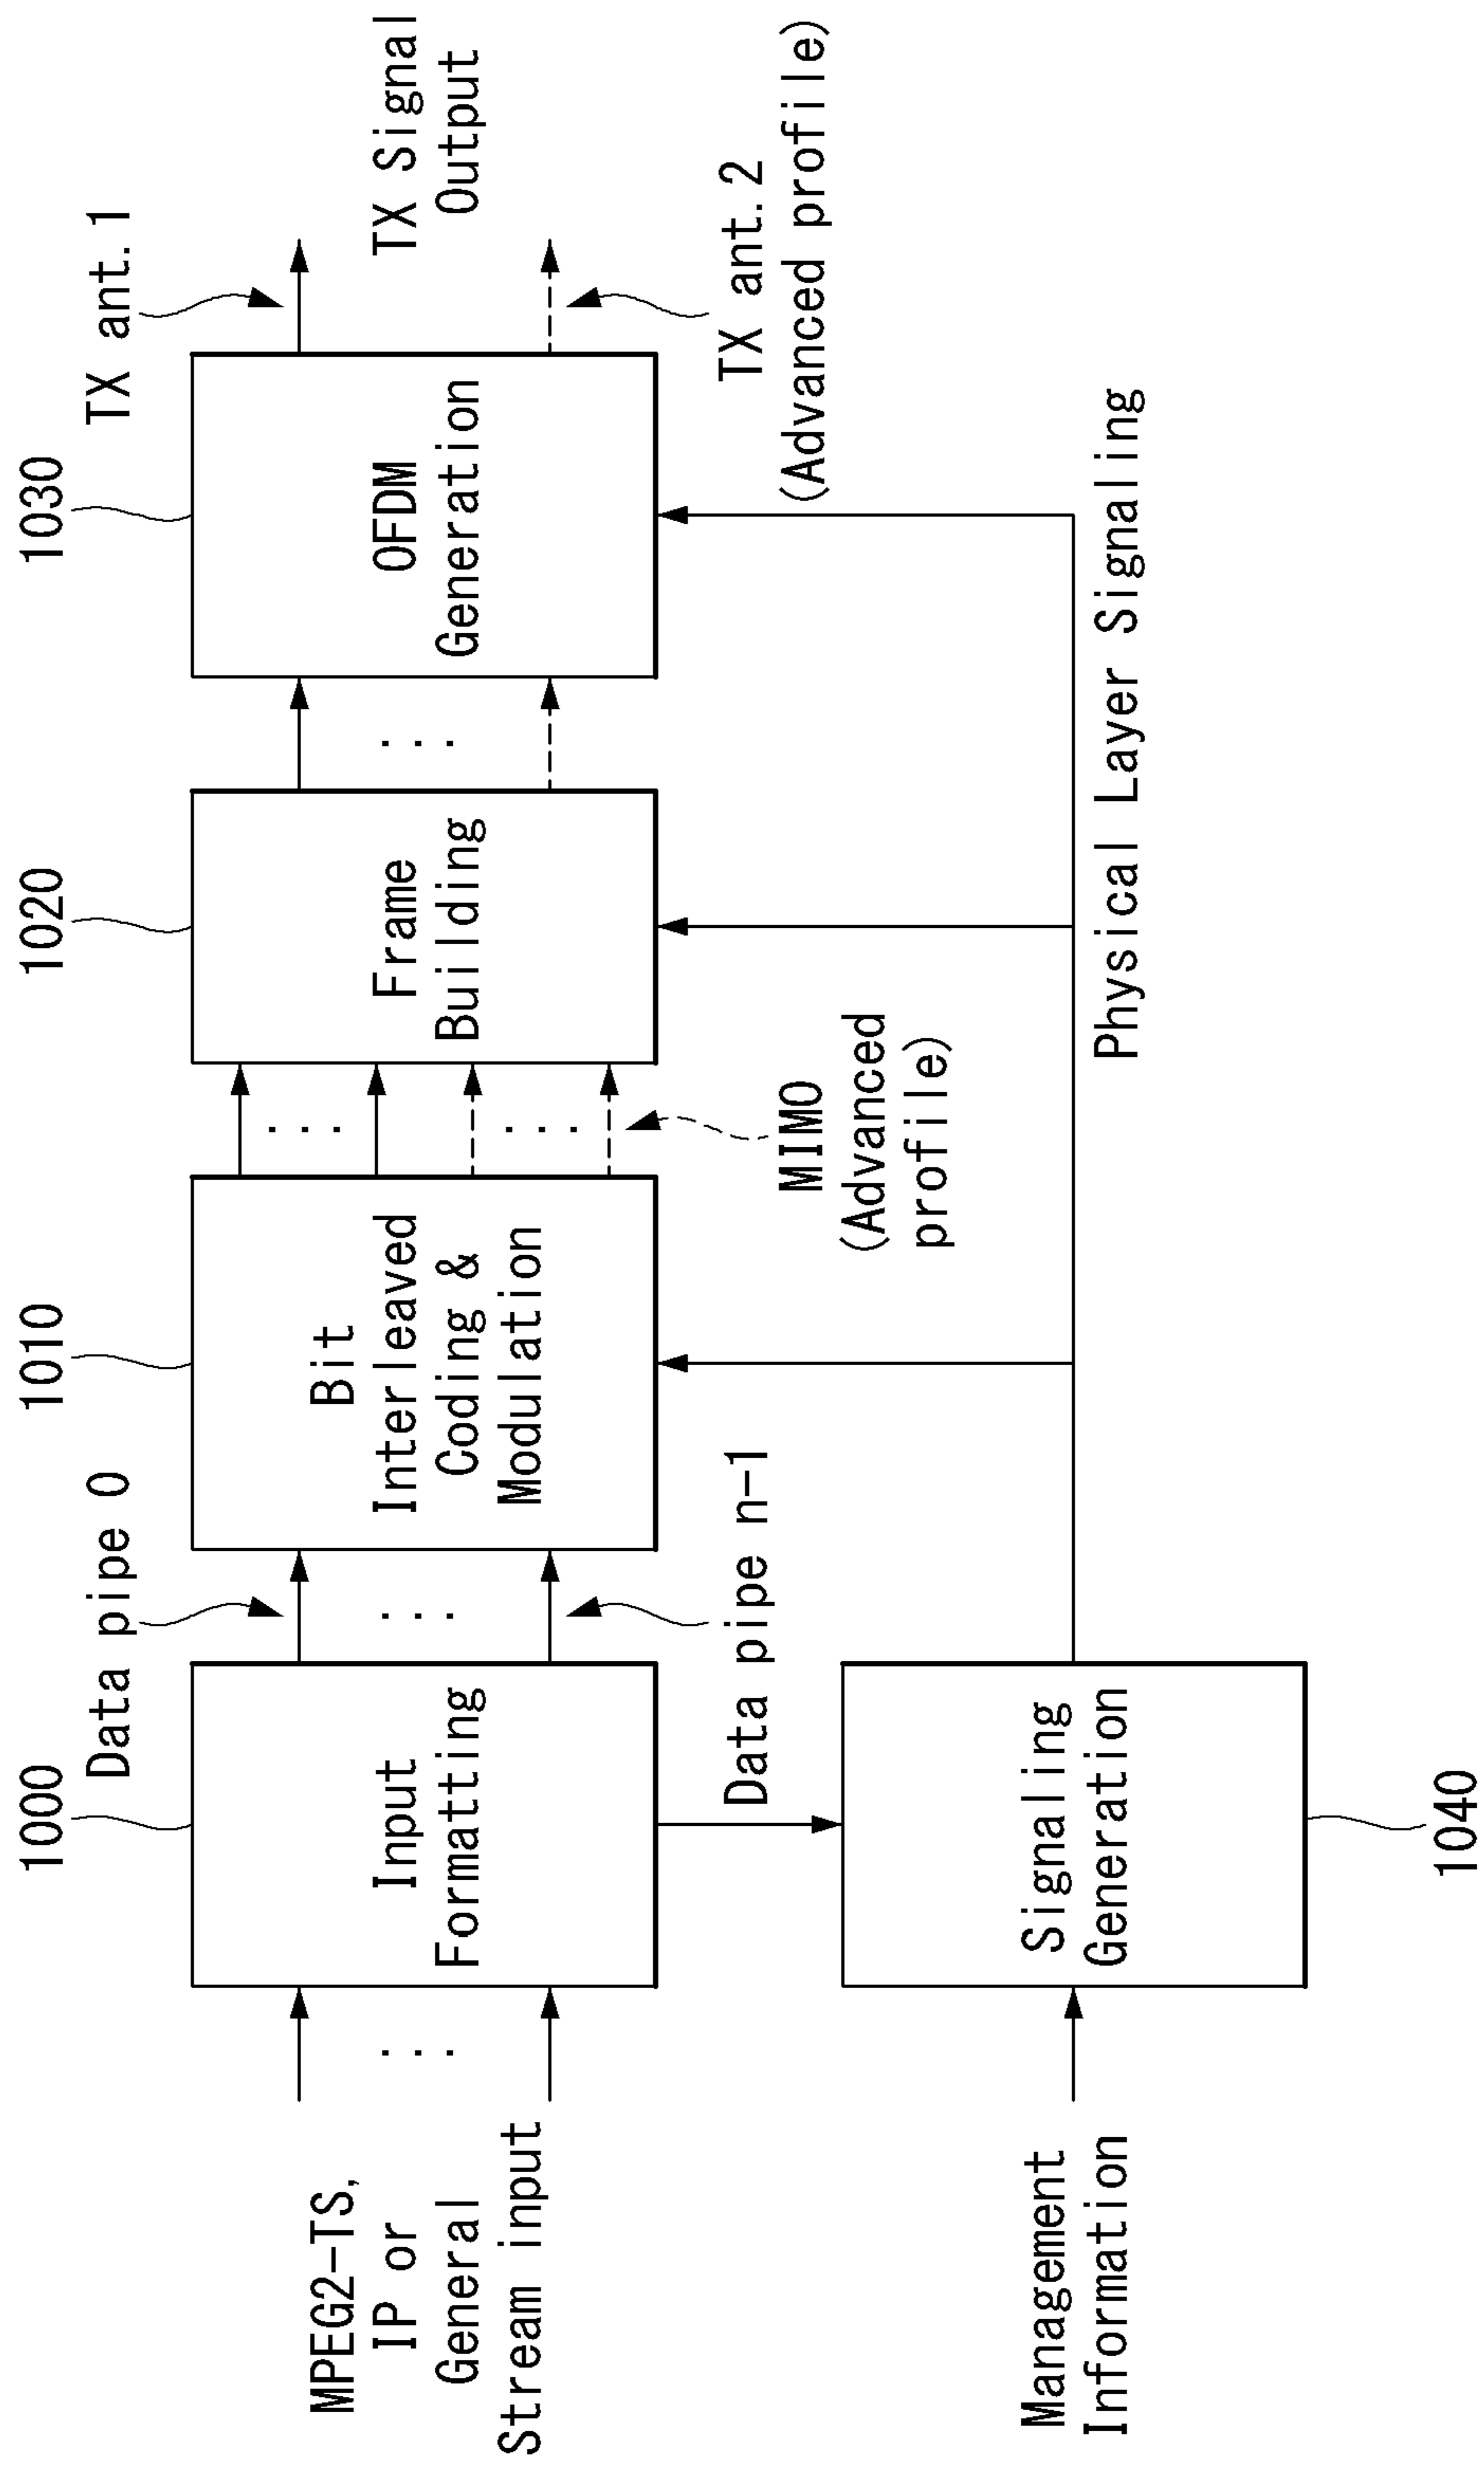 1000
1010
1020
1030
Data pipe 0
TX ant.1
MPEG2-TS,
IP or
General
Stream input
Input
Formatting
...
Bit
Interleaved
Coding &
Modulation
...
...
Frame
Building
...
OFDM
Generation
TX Signal
Output
...
Data pipe n-1
MIMO
(Advanced
profile)
TX ant.2
(Advanced profile)
Management
Information
Signaling
Generation
Physical Layer Signaling
1040